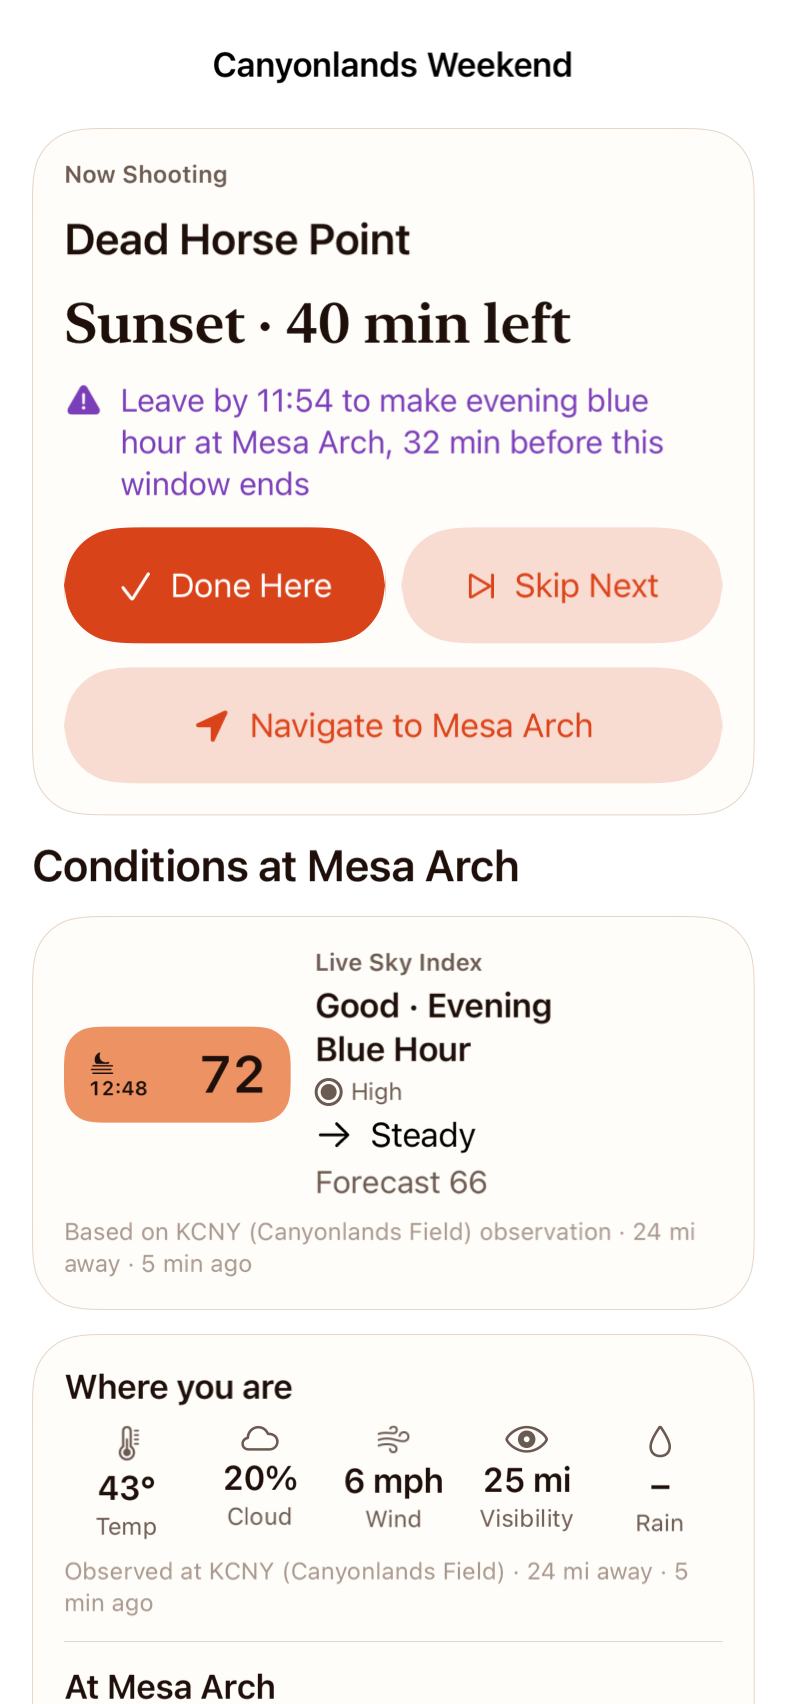 Canyonlands Weekend
Now Shooting
Dead Horse Point
Sunset · 40 min left
Leave by 11:54 to make evening blue
hour at Mesa Arch, 32 min before this
window ends
Done Here
Skip Next
Navigate to Mesa Arch
Conditions at Mesa Arch
Live Sky Index
Good · Evening
Blue Hour
12:48
72
High
Steady
Forecast 66
Based on KCNY (Canyonlands Field) observation · 24 mi
away · 5 min ago
Where you are
43° 20% 6 mph 25 mi –
Temp Cloud Wind Visibility Rain
Observed at KCNY (Canyonlands Field) · 24 mi away · 5
min ago
At Mesa Arch